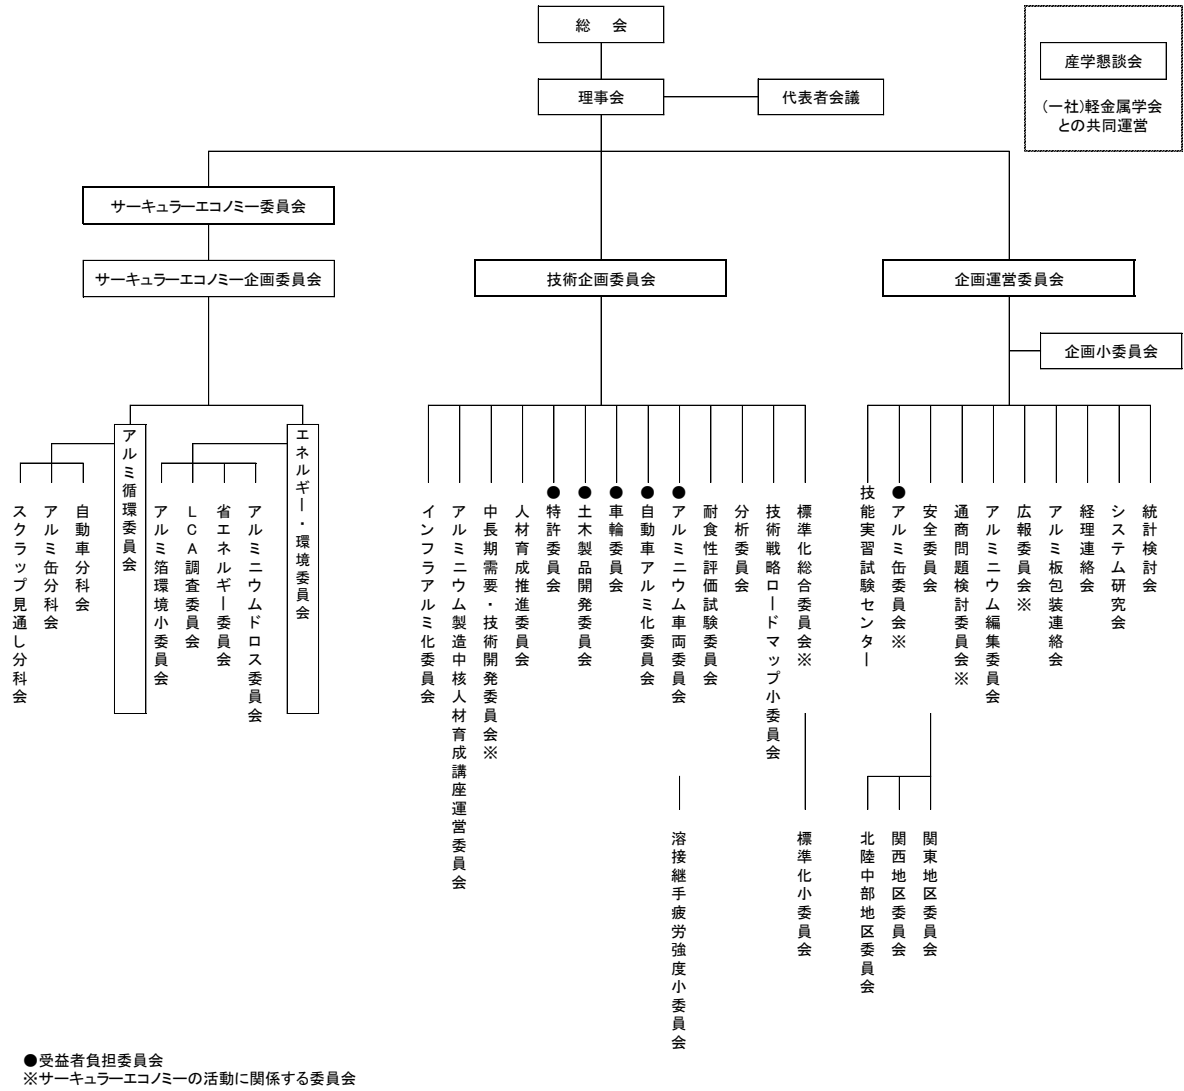 総　会
産学懇談会
(一社)軽金属学会
との共同運営
理事会
代表者会議
サーキュラーエコノミー委員会
サーキュラーエコノミー企画委員会
技術企画委員会
企画運営委員会
企画小委員会
アルミ循環委員会
エネルギー・環境委員会
スクラップ見通し分科会
アルミ缶分科会
自動車分科会
アルミ箔環境小委員会
LCA調査委員会
省エネルギー委員会
アルミニウムドロス委員会
インフラアルミ化委員会
アルミニウム製造中核人材育成講座運営委員会
中長期需要・技術開発委員会※
人材育成推進委員会
●特許委員会
●土木製品開発委員会
●車輪委員会
●自動車アルミ化委員会
●アルミニウム車両委員会
耐食性評価試験委員会
分析委員会
技術戦略ロードマップ小委員会
標準化総合委員会※
溶接継手疲労強度小委員会
標準化小委員会
技能実習試験センター
●アルミ缶委員会※
安全委員会
通商問題検討委員会※
アルミニウム編集委員会
広報委員会※
アルミ板包装連絡会
経理連絡会
システム研究会
統計検討会
北陸中部地区委員会
関西地区委員会
関東地区委員会
●受益者負担委員会
※サーキュラーエコノミーの活動に関係する委員会